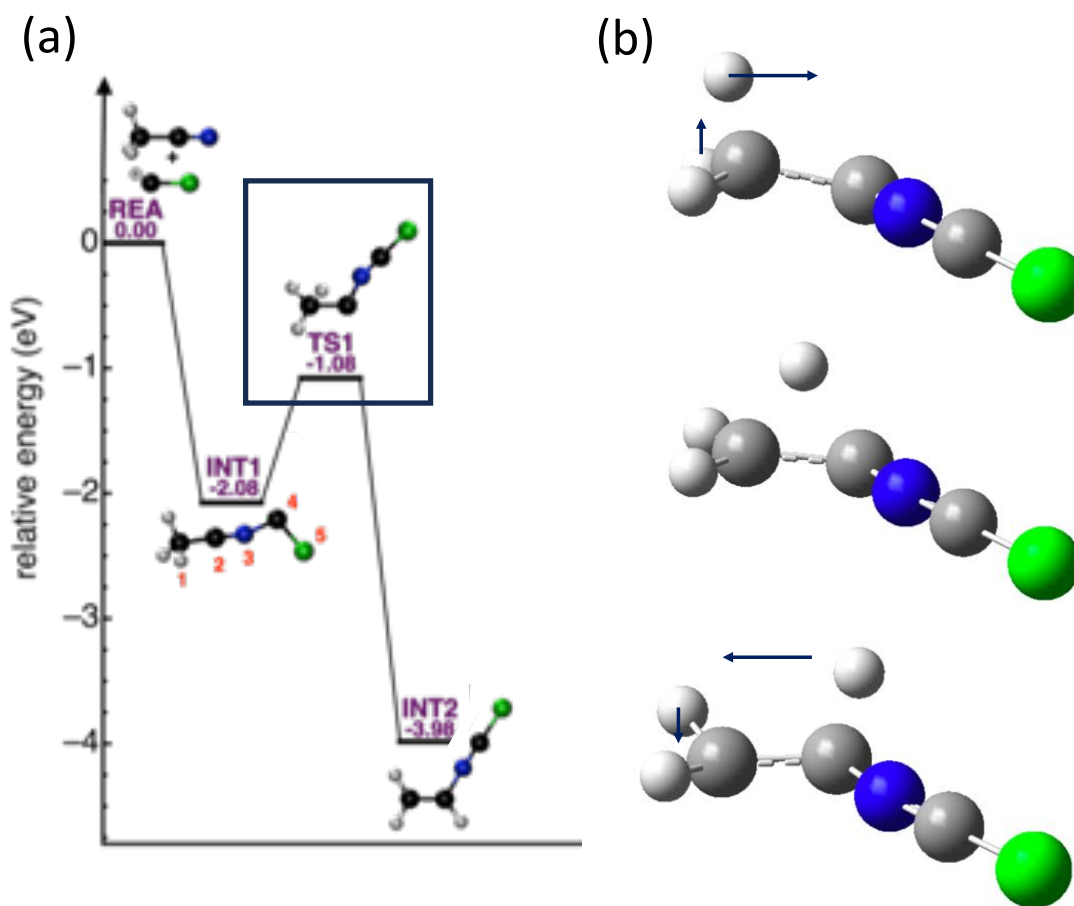 (a)
(b)
+
REA
0.00
0
TS1
-1.08
−1
relative energy (eV)
INT1
-2.08
−2
4
5
3
2
1
−3
INT2
-3.98
−4